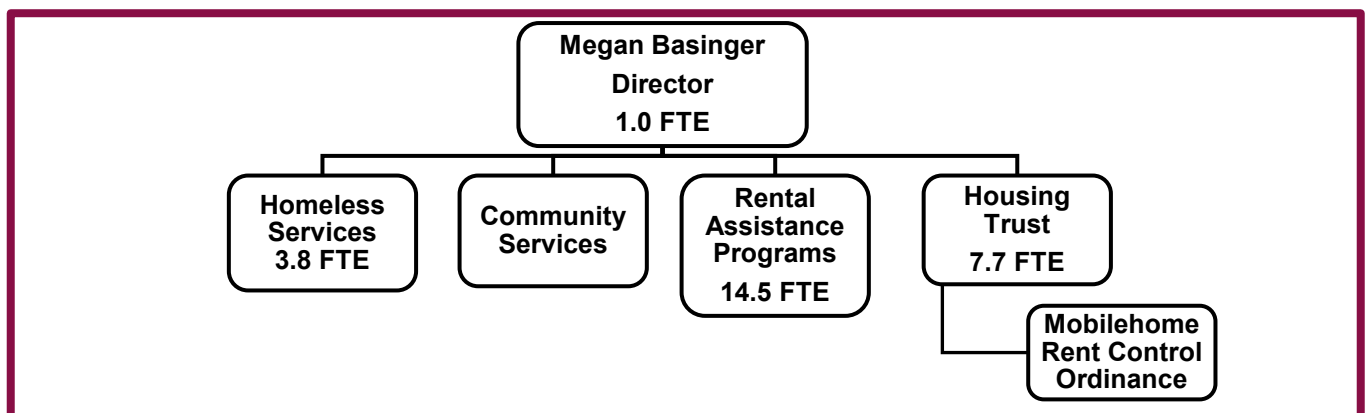 Megan Basinger
Director
1.0 FTE
Homeless
Services
3.8 FTE
Community
Services
Rental
Assistance
Programs
14.5 FTE
Housing
Trust
7.7 FTE
Mobilehome
Rent Control
Ordinance